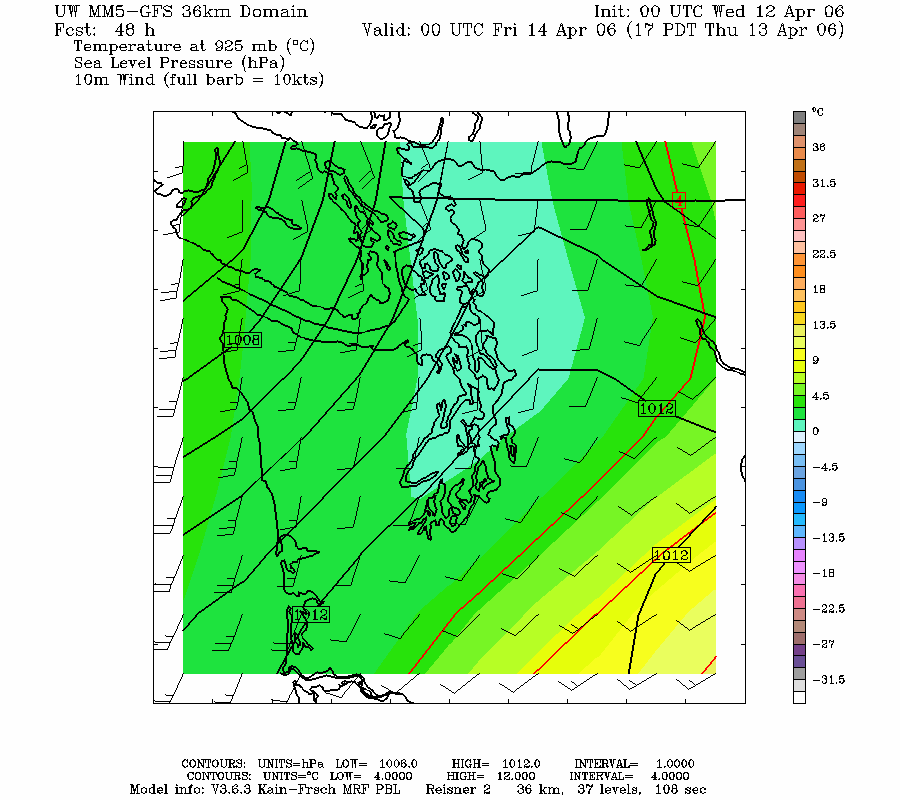 UW MM5-GFS 36km Domain Init: 00 UTC Wed 12 Apr 06
Fcst: 48 h Valid: 00 UTC Fri 14 Apr 06 (17 PDT Thu 13 Apr 06)
Temperature at 925 mb (°C)
Sea Level Pressure (hPa)
10m Wind (full barb = 10kts)
°C
36
31.5
27
22.5
18
13.5
9
4.5
0
-4.5
-9
-13.5
-18
-22.5
-27
-31.5
4
1008
1012
1012
1012
CONTOURS: UNITS=hPa LOW= 1006.0 HIGH= 1012.0 INTERVAL= 1.0000
CONTOURS: UNITS=°C LOW= 4.0000 HIGH= 12.000 INTERVAL= 4.0000
Model info: V3.6.3 Kain-Frsch MRF PBL Reisner 2 36 km, 37 levels, 108 sec